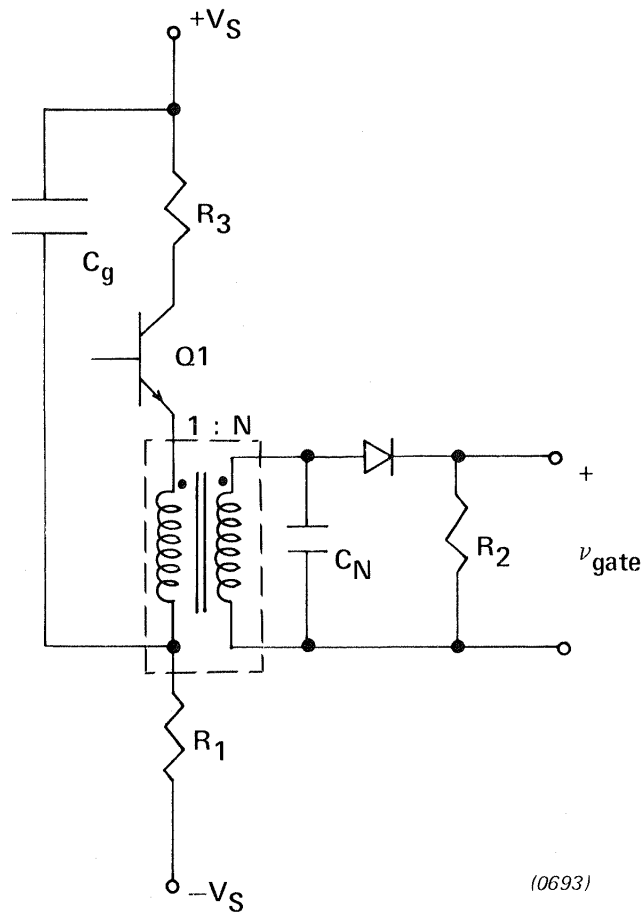 +VS
R3
Cg
Q1
1 : N
+
CN
R2
νgate
R1
−VS
(0693)